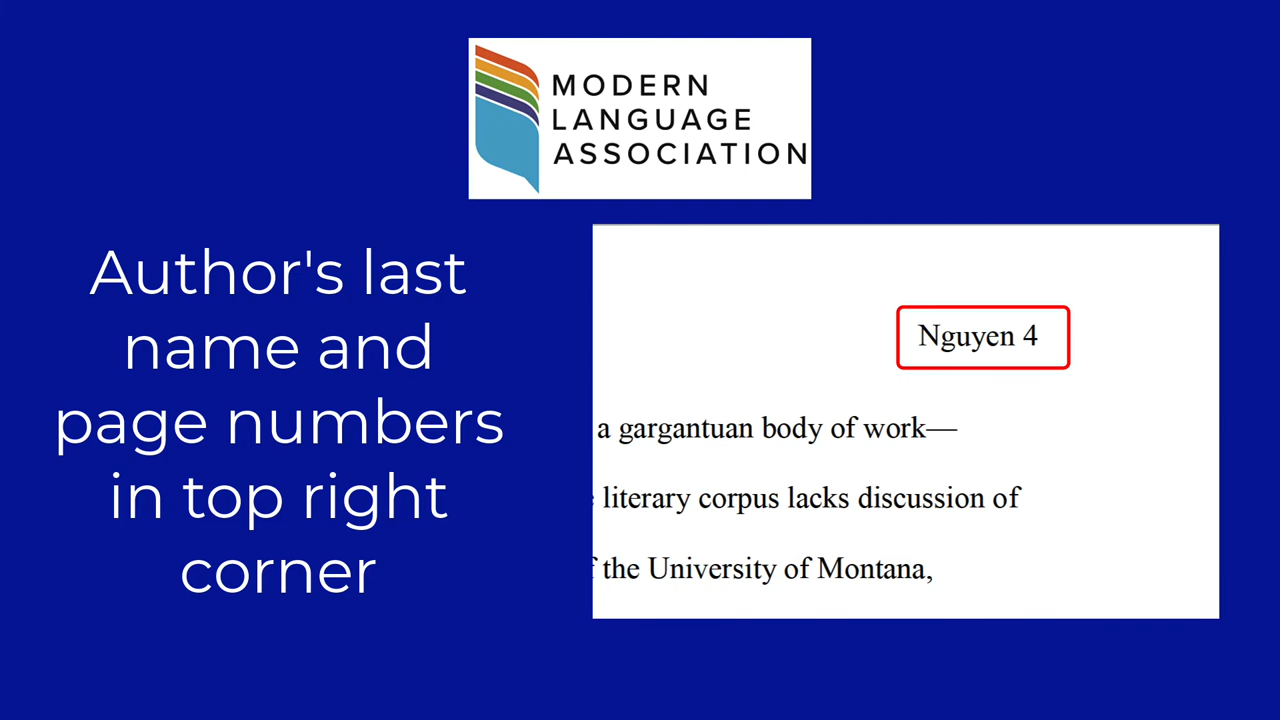 MODERN
LANGUAGE
ASSOCIATION
Author's last
name and
page numbers
in top right
corner
Nguyen 4
a gargantuan body of work—
literary corpus lacks discussion of
the University of Montana,